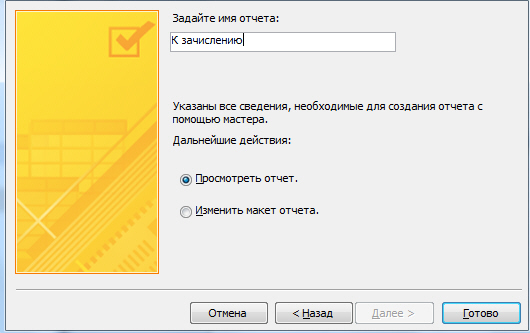 Задайте имя отчета:
К зачислению
Указаны все сведения, необходимые для создания отчета с
помощью мастера.
Дальнейшие действия:
Просмотреть отчет.
Изменить макет отчета.
Отмена
< Назад
Далее >
Готово